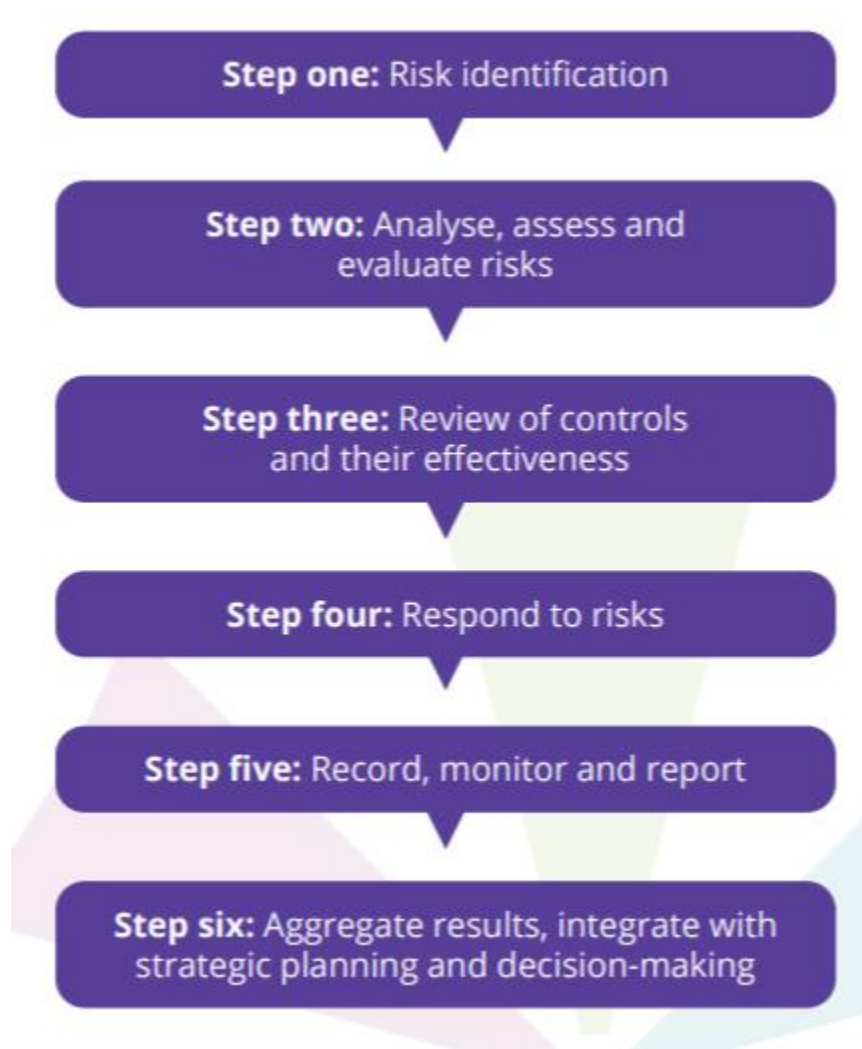 Step one: Risk identification
Step two: Analyse, assess and
evaluate risks
Step three: Review of controls
and their effectiveness
Step four: Respond to risks
Step five: Record, monitor and report
Step six: Aggregate results, integrate with
strategic planning and decision-making